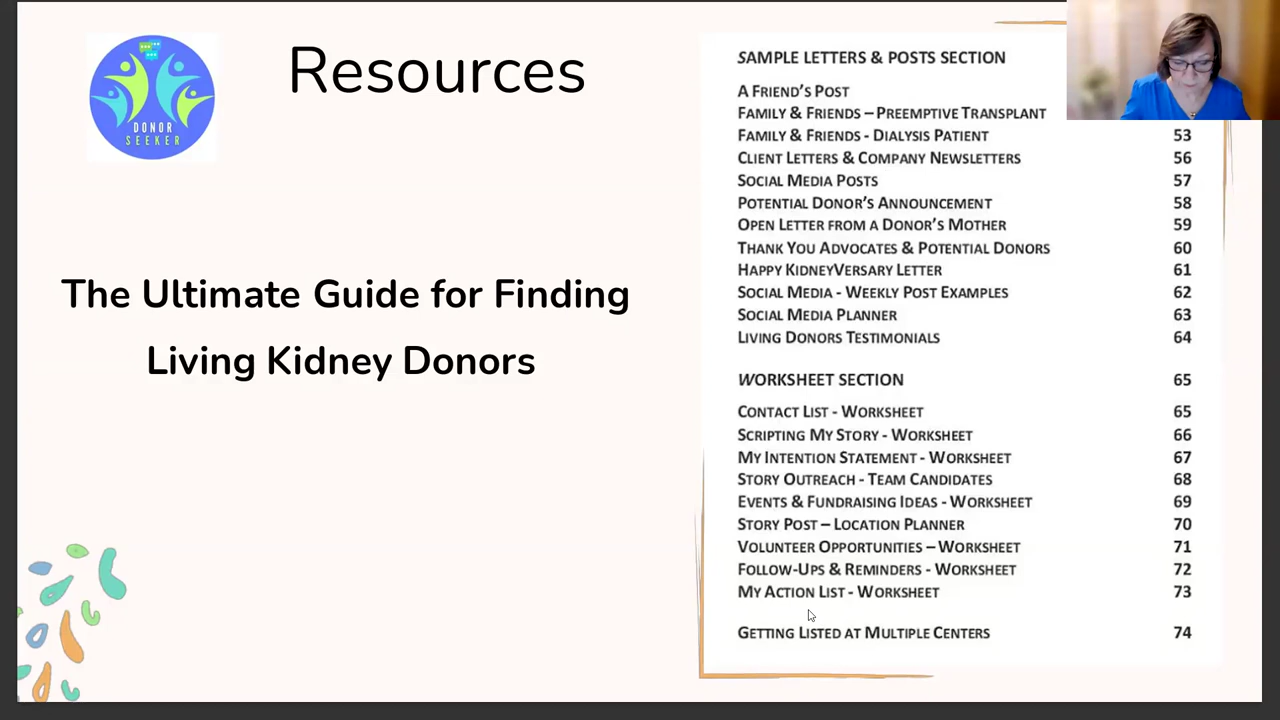 DONOR
SEEKER
Resources
The Ultimate Guide for Finding
Living Kidney Donors
SAMPLE LETTERS & POSTS SECTION
A FRIEND'S POST
FAMILY & FRIENDS – PREEMPTIVE TRANSPLANT
FAMILY & FRIENDS - DIALYSIS PATIENT 53
CLIENT LETTERS & COMPANY NEWSLETTERS 56
SOCIAL MEDIA POSTS 57
POTENTIAL DONOR'S ANNOUNCEMENT 58
OPEN LETTER FROM A DONOR'S MOTHER 59
THANK YOU ADVOCATES & POTENTIAL DONORS 60
HAPPY KIDNEYVERSARY LETTER 61
SOCIAL MEDIA - WEEKLY POST EXAMPLES 62
SOCIAL MEDIA PLANNER 63
LIVING DONORS TESTIMONIALS 64
WORKSHEET SECTION 65
CONTACT LIST - WORKSHEET 65
SCRIPTING MY STORY - WORKSHEET 66
MY INTENTION STATEMENT - WORKSHEET 67
STORY OUTREACH - TEAM CANDIDATES 68
EVENTS & FUNDRAISING IDEAS - WORKSHEET 69
STORY POST – LOCATION PLANNER 70
VOLUNTEER OPPORTUNITIES – WORKSHEET 71
FOLLOW-UPS & REMINDERS - WORKSHEET 72
MY ACTION LIST - WORKSHEET 73
GETTING LISTED AT MULTIPLE CENTERS 74